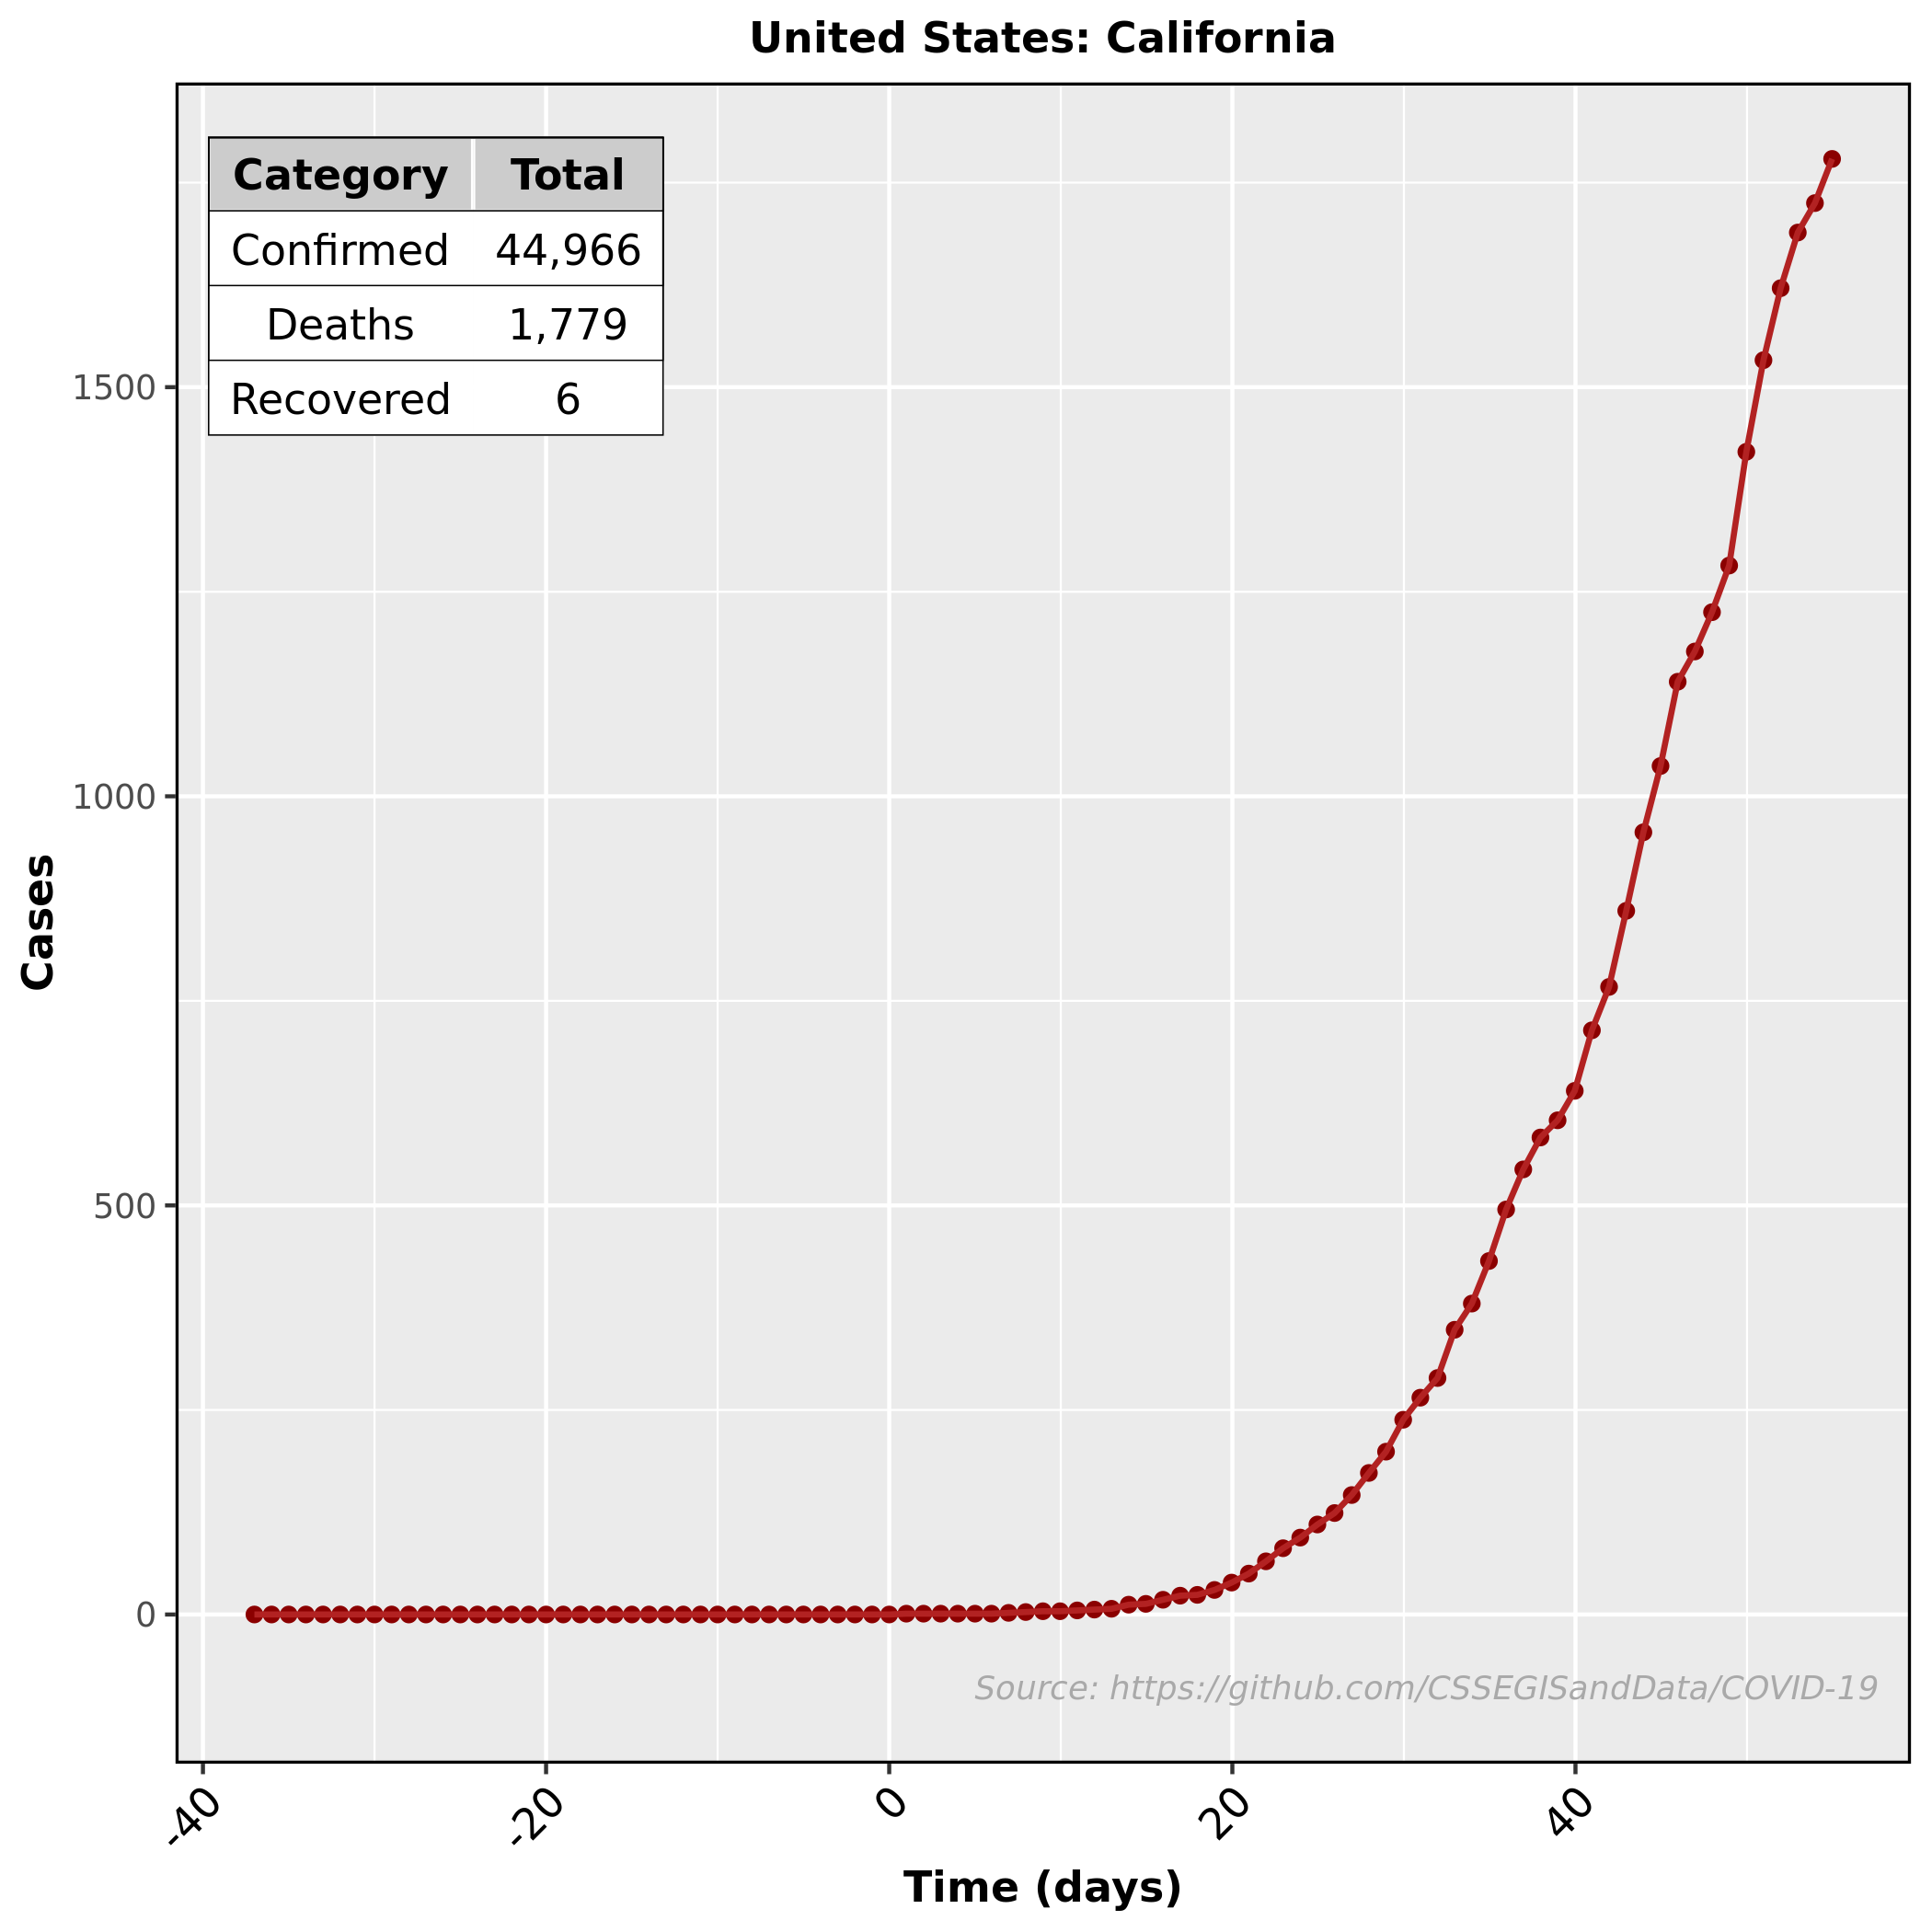 United States: California
Category Total
Confirmed 44,966
Deaths 1,779
Recovered 6
1500
1000
500
0
Cases
Source: https://github.com/CSSEGISandData/COVID-19
-40 -20 0 20 40
Time (days)